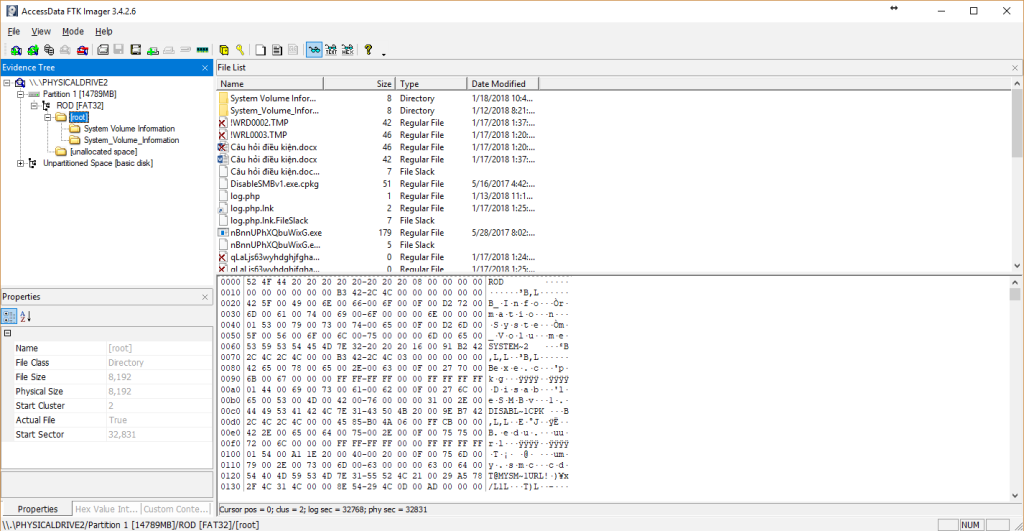 AccessData FTK Imager 3.4.2.6
File View Mode Help
Evidence Tree
\\.\PHYSICALDRIVE2
Partition 1 [14789MB]
ROD [FAT32]
[root]
System Volume Information
System_Volume_Information
[unallocated space]
Unpartitioned Space [basic disk]
File List
Name Size Type Date Modified
System Volume Infor... 8 Directory 1/18/2018 10:4...
System_Volume_Infor... 8 Directory 1/12/2018 8:21:...
!WRD0002.TMP 42 Regular File 1/17/2018 1:37:...
!WRL0003.TMP 46 Regular File 1/17/2018 1:20:...
Câu hỏi điều kiện.docx 46 Regular File 1/17/2018 1:20:...
Câu hỏi điều kiện.docx 42 Regular File 1/17/2018 1:37:...
Câu hỏi điều kiện.doc... 7 File Slack
DisableSMBv1.exe.cpkg 51 Regular File 5/16/2017 4:42:...
log.php 1 Regular File 1/13/2018 11:1...
log.php.lnk 2 Regular File 1/17/2018 1:25:...
log.php.lnk.FileSlack 7 File Slack
nBnnUPhXQbuWixG.exe 179 Regular File 5/28/2017 8:02:...
nBnnUPhXQbuWixG.e... 5 File Slack
qLaLjs63wyhdghjfgha... 0 Regular File 1/17/2018 1:24:...
qLaLjs63wyhdghjfgha... 0 Regular File 1/17/2018 1:25:...
Properties
Name [root]
File Class Directory
File Size 8,192
Physical Size 8,192
Start Cluster 2
Actual File True
Start Sector 32,831
0000 52 4F 44 20 20 20 20 20-20 20 20 08 00 00 00 00 ROD
0010 00 00 00 00 00 00 B3 42-2C 4C 00 00 00 00 00 00
0020 42 5F 00 49 00 6E 00 66-00 6F 00 0F 00 D2 72 00
0030 6D 00 61 00 74 00 69 00-6F 00 00 00 6E 00 00 00
0040 01 53 00 79 00 73 00 74-00 65 00 0F 00 D2 6D 00
0050 5F 00 56 00 6F 00 6C 00-75 00 00 00 6D 00 65 00
0060 53 59 53 54 45 4D 7E 32-20 20 20 16 00 91 B2 42
0070 2C 4C 2C 4C 00 00 B3 42-2C 4C 03 00 00 00 00 00
0080 42 65 00 78 00 65 00 2E-00 63 00 0F 00 27 70 00
0090 6B 00 67 00 00 00 FF FF-FF FF 00 00 FF FF FF FF
00a0 01 44 00 69 00 73 00 61-00 62 00 0F 00 27 6C 00
00b0 65 00 53 00 4D 00 42 00-76 00 00 00 31 00 2E 00
00c0 44 49 53 41 42 4C 7E 31-43 50 4B 20 00 9E B7 42
00d0 2C 4C 2C 4C 00 00 45 85-B0 4A 06 00 FF CB 00 00
00e0 42 2E 00 65 00 64 00 75-00 2E 00 0F 00 75 75 00
00f0 72 00 6C 00 00 00 FF FF-FF FF 00 00 FF FF FF FF
0100 01 54 00 A1 1E 20 00 40-00 20 00 0F 00 75 6D 00
0110 79 00 2E 00 73 00 6D 00-63 00 00 00 63 00 64 00
0120 54 40 4D 59 53 4D 7E 31-55 52 4C 21 00 29 A5 78
0130 2F 4C 31 4C 00 00 8E 54-29 4C 0D 00 AD 00 00 00
Properties Hex Value Int... Custom Conte...
Cursor pos = 0; clus = 2; log sec = 32768; phy sec = 32831
\\.\PHYSICALDRIVE2/Partition 1 [14789MB]/ROD [FAT32]/[root] NUM